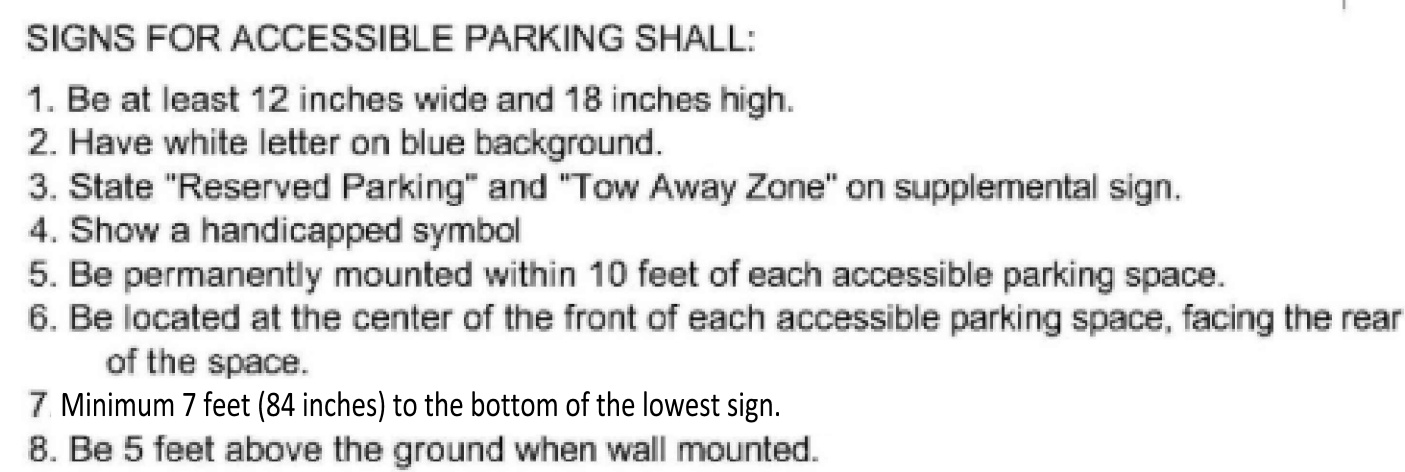 SIGNS FOR ACCESSIBLE PARKING SHALL:
1. Be at least 12 inches wide and 18 inches high.
2. Have white letter on blue background.
3. State "Reserved Parking" and "Tow Away Zone" on supplemental sign.
4. Show a handicapped symbol
5. Be permanently mounted within 10 feet of each accessible parking space.
6. Be located at the center of the front of each accessible parking space, facing the rear
of the space.
7 Minimum 7 feet (84 inches) to the bottom of the lowest sign.
8. Be 5 feet above the ground when wall mounted.